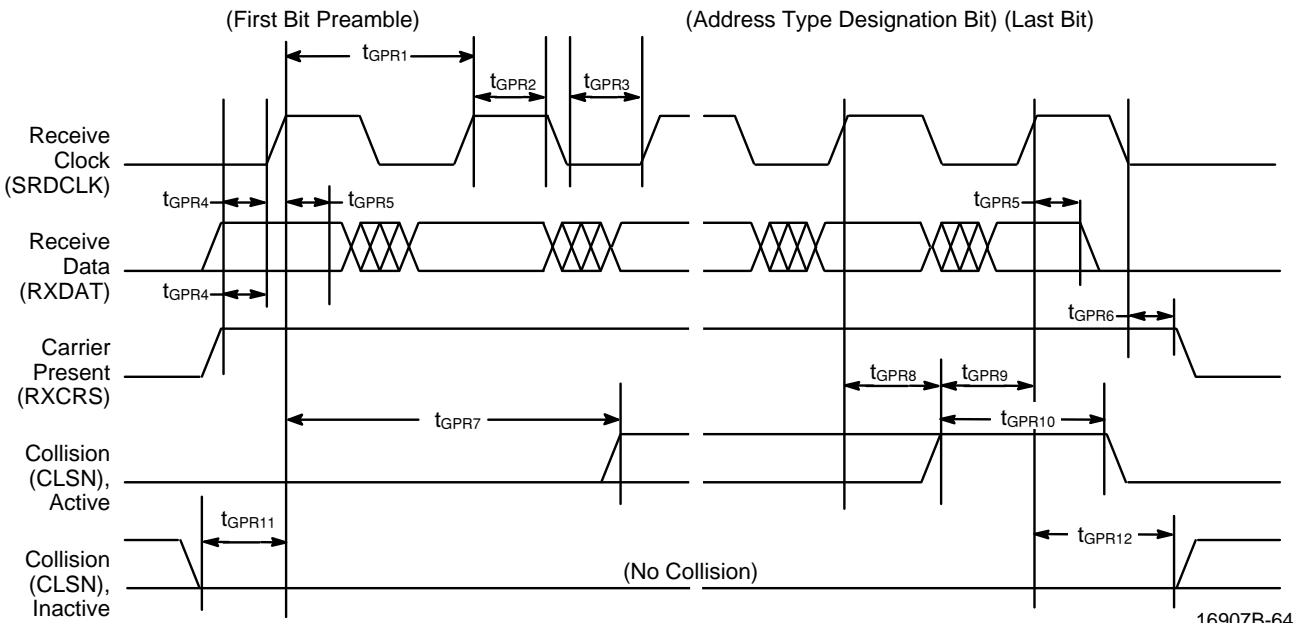 (First Bit Preamble)
(Address Type Designation Bit) (Last Bit)
tGPR1
tGPR2
tGPR3
Receive
Clock
(SRDCLK)
tGPR4
tGPR5
tGPR5
Receive
Data
(RXDAT)
tGPR4
tGPR6
Carrier
Present
(RXCRS)
tGPR8
tGPR9
tGPR7
tGPR10
Collision
(CLSN),
Active
tGPR11
tGPR12
Collision
(CLSN),
Inactive
(No Collision)
16907B-64